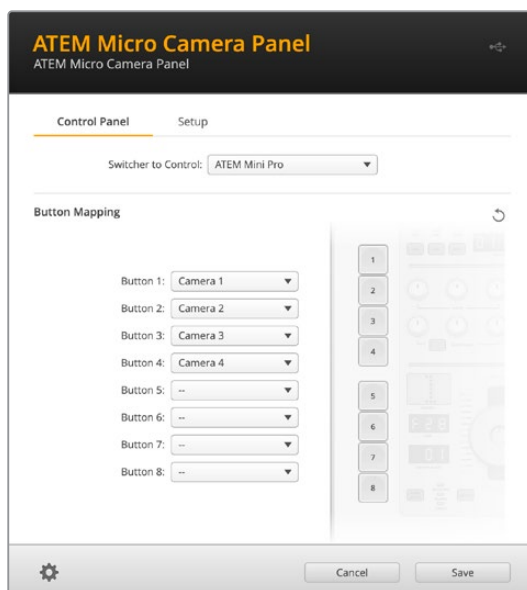 ATEM Micro Camera Panel
ATEM Micro Camera Panel
Control Panel Setup
Switcher to Control: ATEM Mini Pro
Button Mapping
Button 1: Camera 1
Button 2: Camera 2
Button 3: Camera 3
Button 4: Camera 4
Button 5: --
Button 6: --
Button 7: --
Button 8: --
1
2
3
4
5
6
7
8
Cancel Save